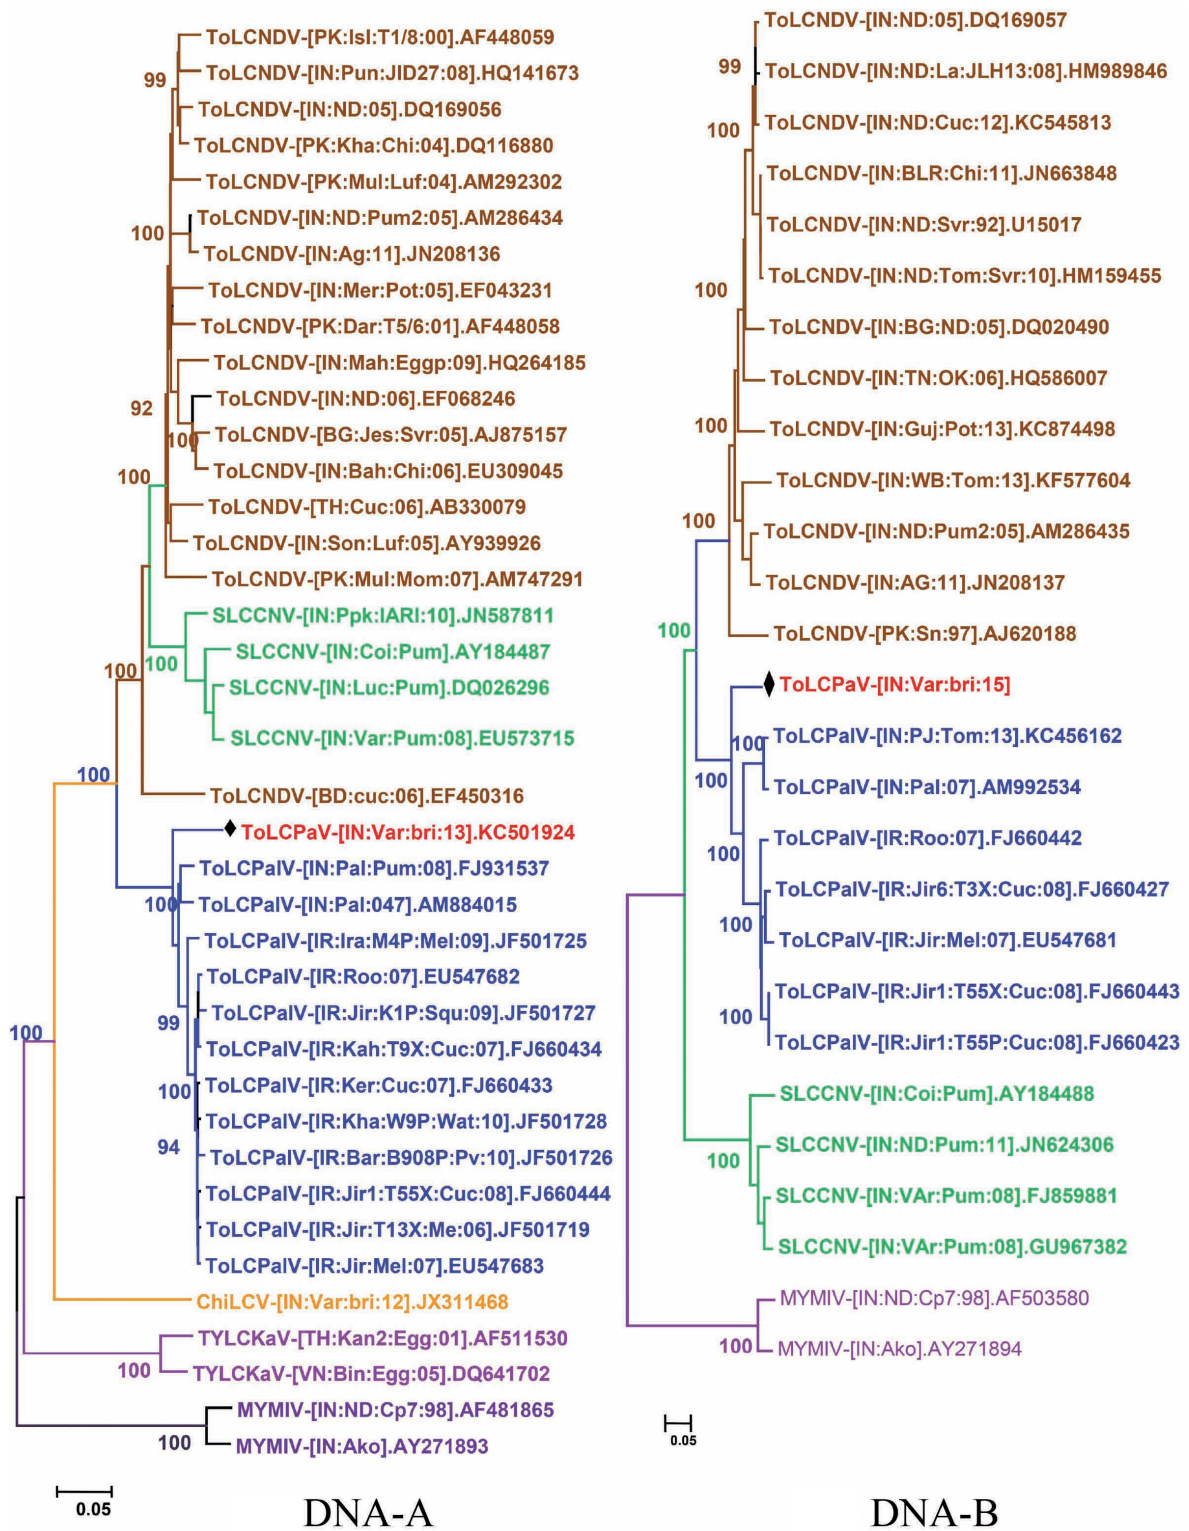 ToLCNDV-[PK:Isl:T1/8:00].AF448059
99
ToLCNDV-[IN:Pun:JID27:08].HQ141673
ToLCNDV-[IN:ND:05].DQ169056
ToLCNDV-[PK:Kha:Chi:04].DQ116880
ToLCNDV-[PK:Mul:Luf:04].AM292302
ToLCNDV-[IN:ND:Pum2:05].AM286434
100
ToLCNDV-[IN:Ag:11].JN208136
ToLCNDV-[IN:Mer:Pot:05].EF043231
ToLCNDV-[PK:Dar:T5/6:01].AF448058
ToLCNDV-[IN:Mah:Eggp:09].HQ264185
ToLCNDV-[IN:ND:06].EF068246
92
ToLCNDV-[BG:Jes:Svr:05].AJ875157
100
ToLCNDV-[IN:Bah:Chi:06].EU309045
100
ToLCNDV-[TH:Cuc:06].AB330079
ToLCNDV-[IN:Son:Luf:05].AY939926
ToLCNDV-[PK:Mul:Mom:07].AM747291
SLCCNV-[IN:Ppk:IARI:10].JN587811
SLCCNV-[IN:Coi:Pum].AY184487
100
100
SLCCNV-[IN:Luc:Pum].DQ026296
SLCCNV-[IN:Var:Pum:08].EU573715
100
ToLCNDV-[BD:cuc:06].EF450316
ToLCPaV-[IN:Var:bri:13].KC501924
ToLCPalV-[IN:Pal:Pum:08].FJ931537
100
ToLCPalV-[IN:Pal:047].AM884015
ToLCPalV-[IR:Ira:M4P:Mel:09].JF501725
ToLCPalV-[IR:Roo:07].EU547682
ToLCPalV-[IR:Jir:K1P:Squ:09].JF501727
99
100
ToLCPalV-[IR:Kah:T9X:Cuc:07].FJ660434
ToLCPalV-[IR:Ker:Cuc:07].FJ660433
100
ToLCPalV-[IR:Kha:W9P:Wat:10].JF501728
94
ToLCPalV-[IR:Bar:B908P:Pv:10].JF501726
ToLCPalV-[IR:Jir1:T55X:Cuc:08].FJ660444
ToLCPalV-[IR:Jir:T13X:Me:06].JF501719
ToLCPalV-[IR:Jir:Mel:07].EU547683
ChiLCV-[IN:Var:bri:12].JX311468
TYLCKaV-[TH:Kan2:Egg:01].AF511530
100
TYLCKaV-[VN:Bin:Egg:05].DQ641702
MYMIV-[IN:ND:Cp7:98].AF481865
100
MYMIV-[IN:Ako].AY271893
0.05
DNA-A
ToLCNDV-[IN:ND:05].DQ169057
99
ToLCNDV-[IN:ND:La:JLH13:08].HM989846
ToLCNDV-[IN:ND:Cuc:12].KC545813
100
ToLCNDV-[IN:BLR:Chi:11].JN663848
ToLCNDV-[IN:ND:Svr:92].U15017
ToLCNDV-[IN:ND:Tom:Svr:10].HM159455
100
ToLCNDV-[IN:BG:ND:05].DQ020490
ToLCNDV-[IN:TN:OK:06].HQ586007
100
ToLCNDV-[IN:Guj:Pot:13].KC874498
ToLCNDV-[IN:WB:Tom:13].KF577604
100
ToLCNDV-[IN:ND:Pum2:05].AM286435
ToLCNDV-[IN:AG:11].JN208137
100
ToLCNDV-[PK:Sn:97].AJ620188
ToLCPaV-[IN:Var:bri:15]
ToLCPalV-[IN:PJ:Tom:13].KC456162
100
100
ToLCPalV-[IN:Pal:07].AM992534
ToLCPalV-[IR:Roo:07].FJ660442
100
ToLCPalV-[IR:Jir6:T3X:Cuc:08].FJ660427
100
ToLCPalV-[IR:Jir:Mel:07].EU547681
ToLCPalV-[IR:Jir1:T55X:Cuc:08].FJ660443
100
ToLCPalV-[IR:Jir1:T55P:Cuc:08].FJ660423
SLCCNV-[IN:Coi:Pum].AY184488
SLCCNV-[IN:ND:Pum:11].JN624306
100
SLCCNV-[IN:VAr:Pum:08].FJ859881
SLCCNV-[IN:VAr:Pum:08].GU967382
MYMIV-[IN:ND:Cp7:98].AF503580
100
MYMIV-[IN:Ako].AY271894
0.05
DNA-B